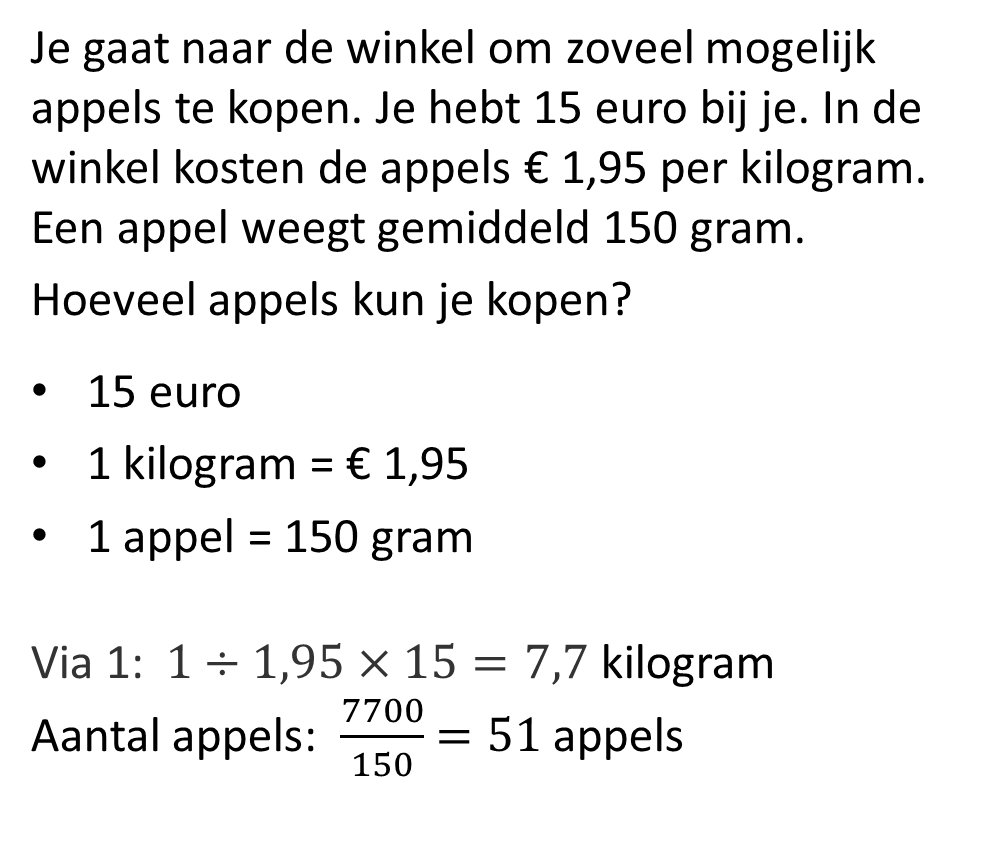 Je gaat naar de winkel om zoveel mogelijk
appels te kopen. Je hebt 15 euro bij je. In de
winkel kosten de appels € 1,95 per kilogram.
Een appel weegt gemiddeld 150 gram.
Hoeveel appels kun je kopen?
• 15 euro
• 1 kilogram = € 1,95
• 1 appel = 150 gram
Via 1: 1 ÷ 1,95 × 15 = 7,7 kilogram
Aantal appels: 7700/150 = 51 appels